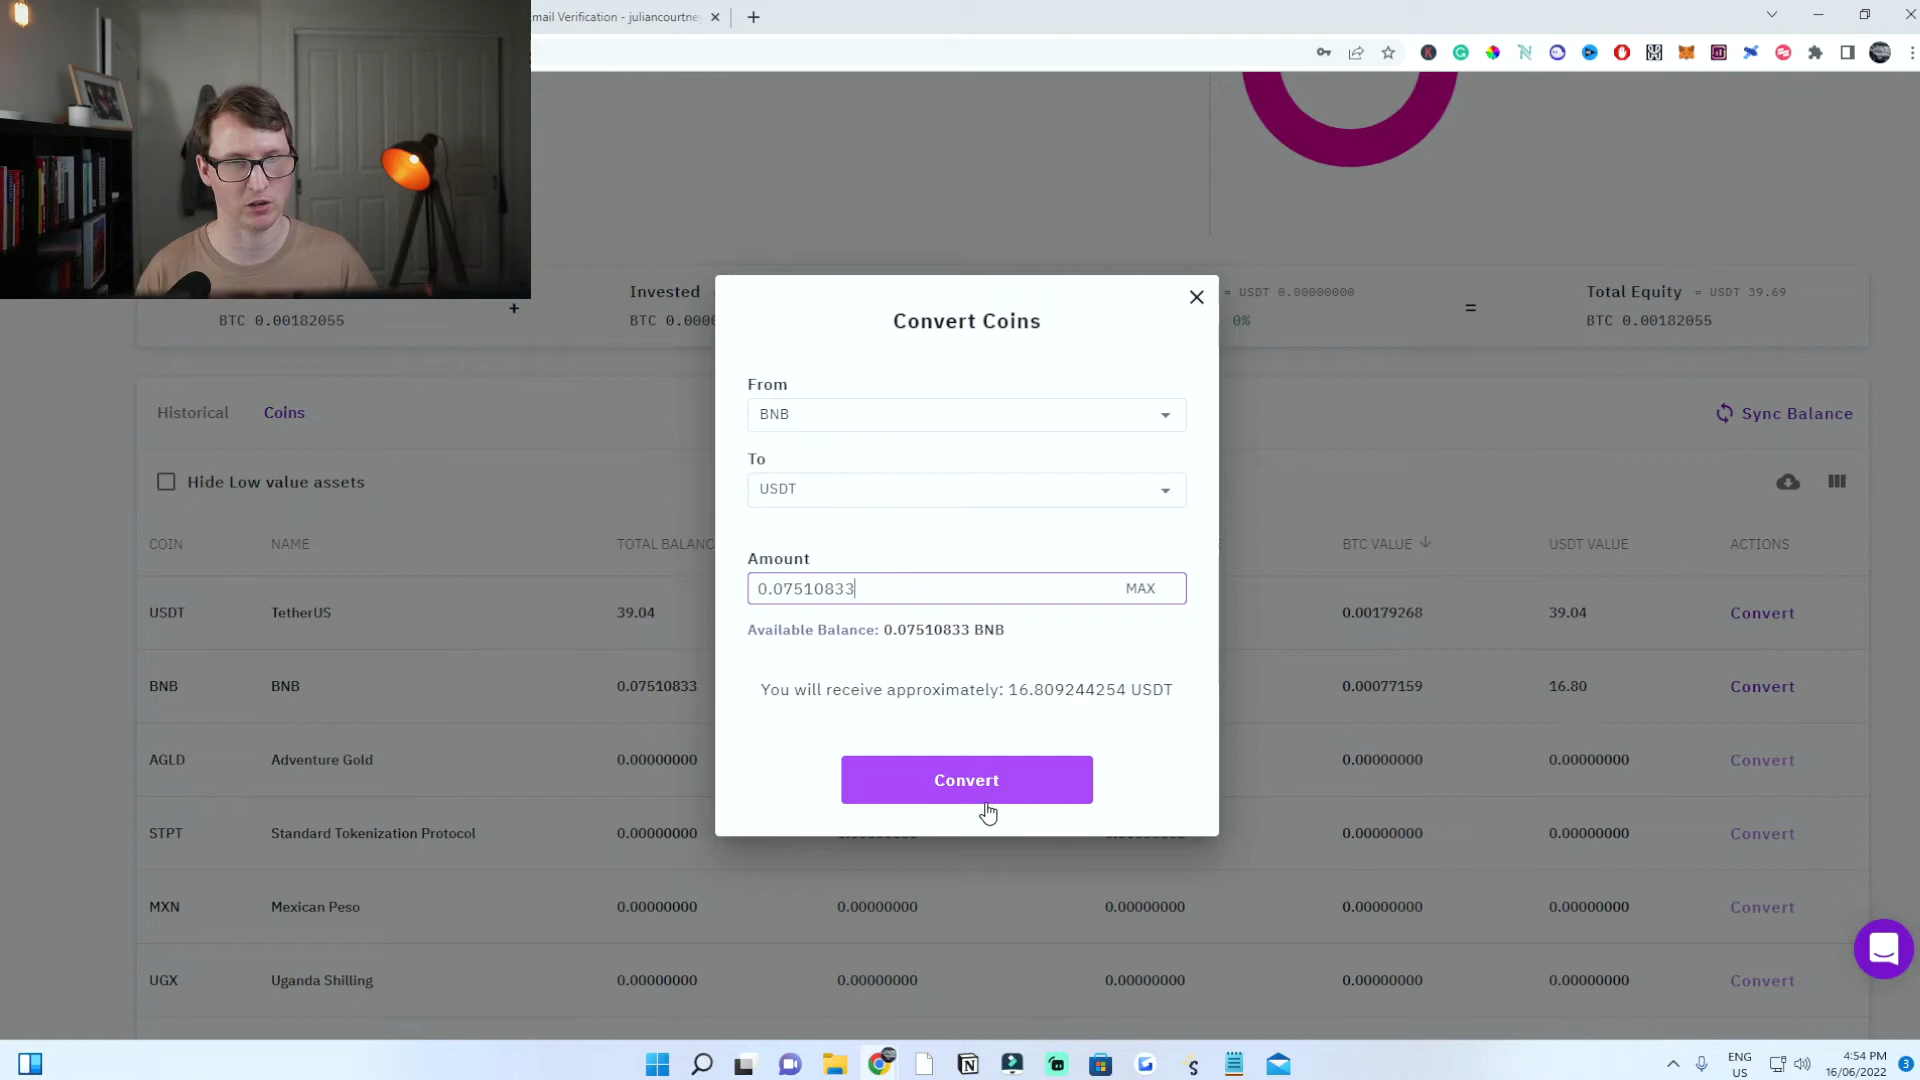 mail Verification - juliancourtne
Invested
= USDT 0.00000000
Total Equity = USDT 39.69
BTC 0.00182055
+
BTC 0.0000
0%
=
BTC 0.00182055
Convert Coins
From
BNB
To
USDT
Amount
0.07510833
MAX
Available Balance: 0.07510833 BNB
You will receive approximately: 16.809244254 USDT
Convert
Historical
Coins
Sync Balance
Hide Low value assets
COIN NAME TOTAL BALANC BTC VALUE USDT VALUE ACTIONS
USDT TetherUS 39.04 0.00179268 39.04 Convert
BNB BNB 0.07510833 0.00077159 16.80 Convert
AGLD Adventure Gold 0.00000000 0.00000000 0.00000000 Convert
STPT Standard Tokenization Protocol 0.00000000 0.00000000 0.00000000 Convert
MXN Mexican Peso 0.00000000 0.00000000 0.00000000 0.00000000 0.00000000 Convert
UGX Uganda Shilling 0.00000000 0.00000000 0.00000000 0.00000000 0.00000000 Convert
ENG
US
4:54 PM
16/06/2022
3